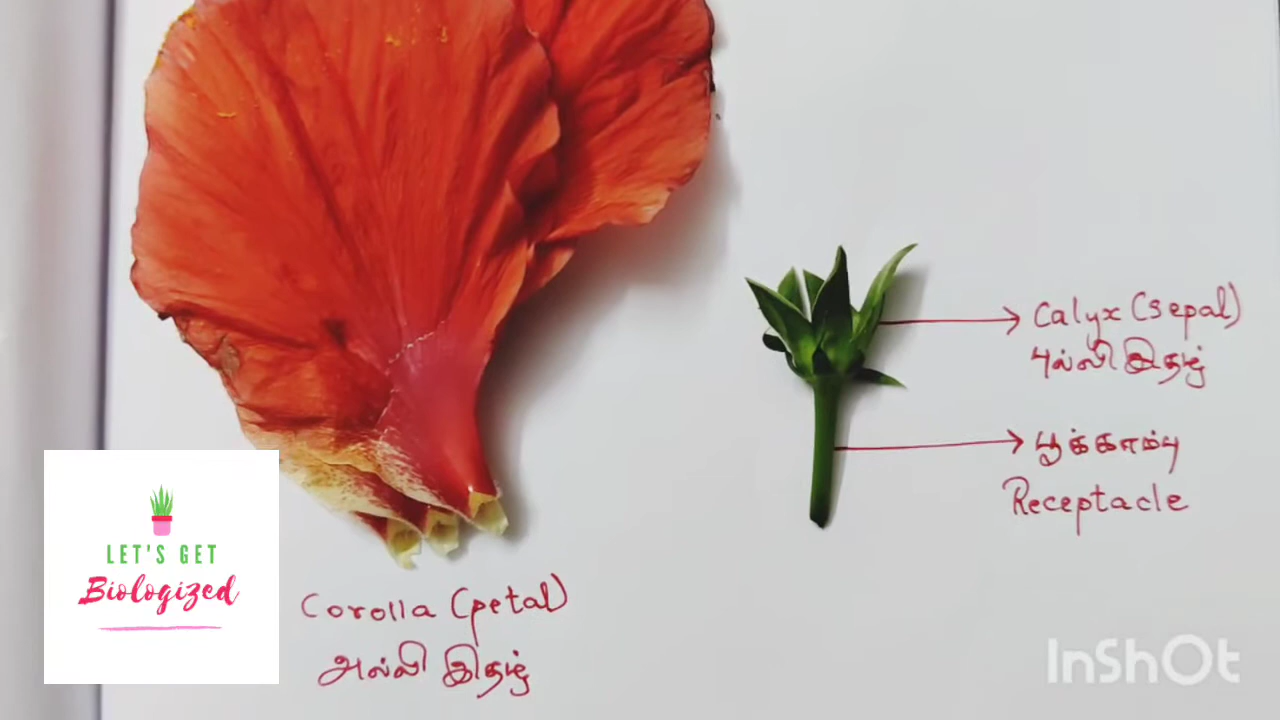 Calyx (sepal)
புல்லி இதழ்
பூக்காம்பு
Receptacle
LET'S GET
Biologized
Corolla (petal)
அல்லி இதழ்
InShOt